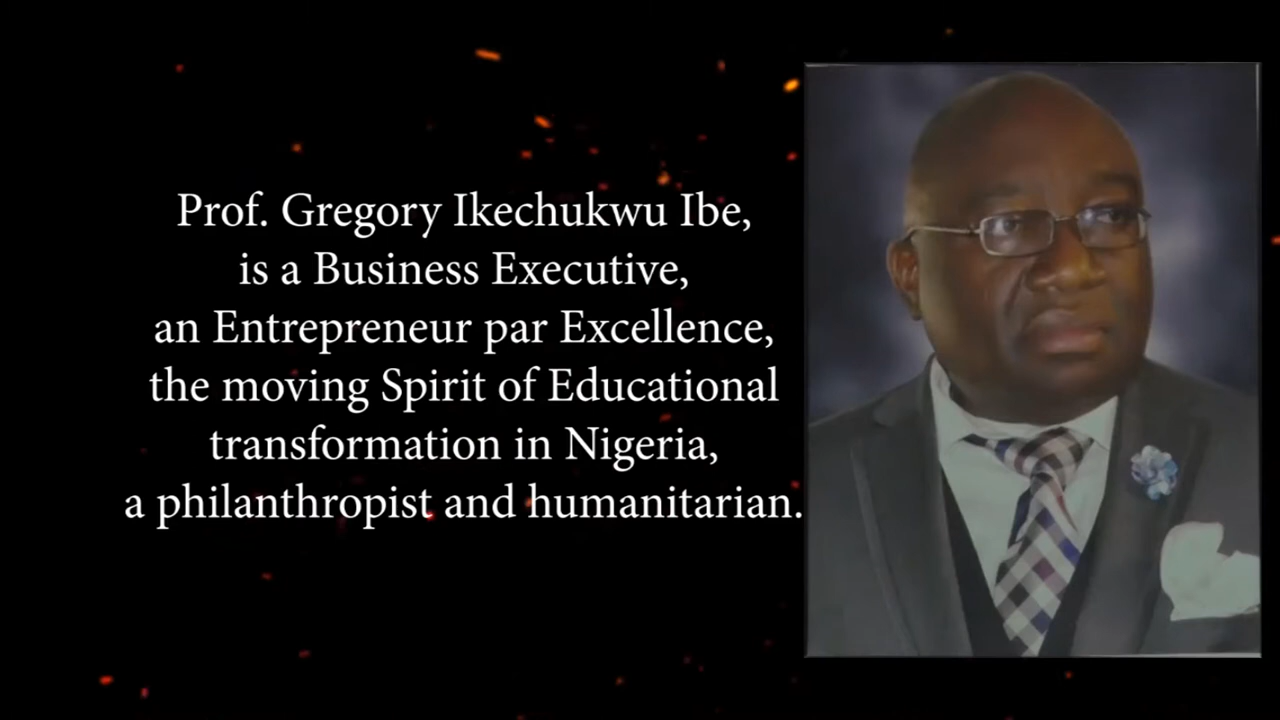 Prof. Gregory Ikechukwu Ibe,
is a Business Executive,
an Entrepreneur par Excellence,
the moving Spirit of Educational
transformation in Nigeria,
a philanthropist and humanitarian.